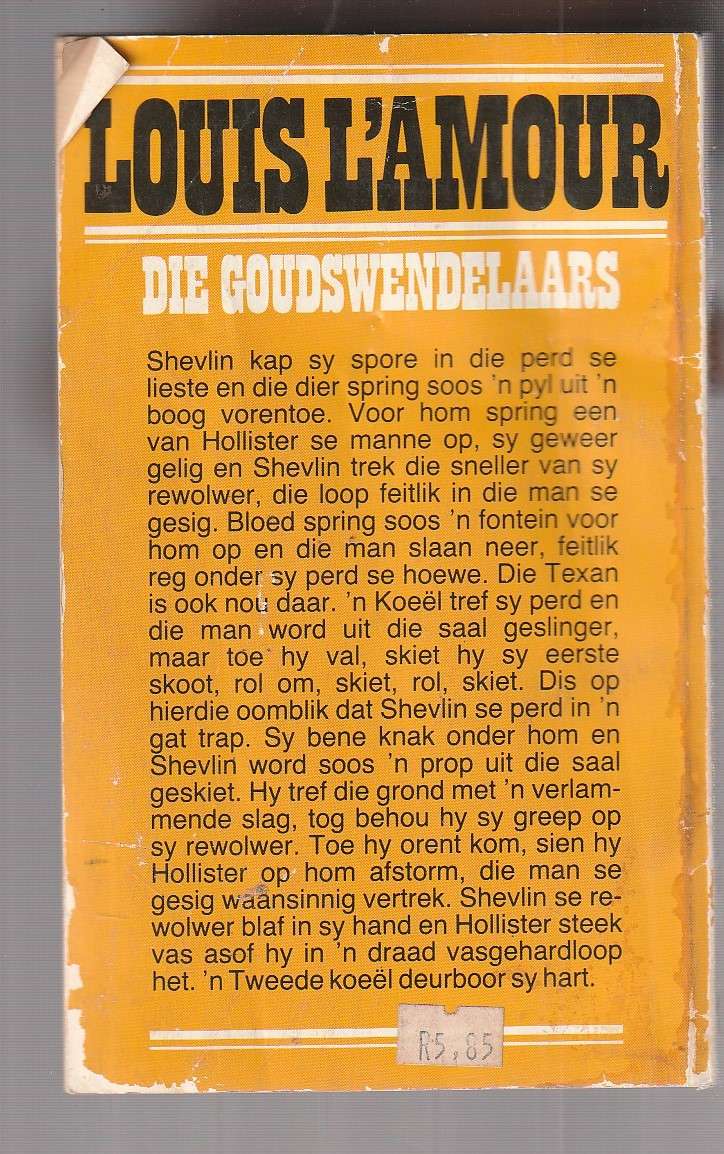 LOUIS L'AMOUR
DIE GOUDSWENDELAARS
Shevlin kap sy spore in die perd se
lieste en die dier spring soos 'n pyl uit 'n
boog vorentoe. Voor hom spring een
van Hollister se manne op, sy geweer
gelig en Shevlin trek die sneller van sy
rewolwer, die loop feitlik in die man se
gesig. Bloed spring soos 'n fontein voor
hom op en die man slaan neer, feitlik
reg onder sy perd se hoewe. Die Texan
is ook nou daar. 'n Koeël tref sy perd en
die man word uit die saal geslinger,
maar toe hy val, skiet hy sy eerste
skoot, rol om, skiet, rol, skiet. Dis op
hierdie oomblik dat Shevlin se perd in 'n
gat trap. Sy bene knak onder hom en
Shevlin word soos 'n prop uit die saal
geskiet. Hy tref die grond met 'n verlam-
mende slag, tog behou hy sy greep op
sy rewolwer. Toe hy orent kom, sien hy
Hollister op hom afstorm, die man se
gesig waansinnig vertrek. Shevlin se re-
wolwer blaf in sy hand en Hollister steek
vas asof hy in 'n draad vasgehardloop
het. 'n Tweede koeël deurboor sy hart.
R5,85